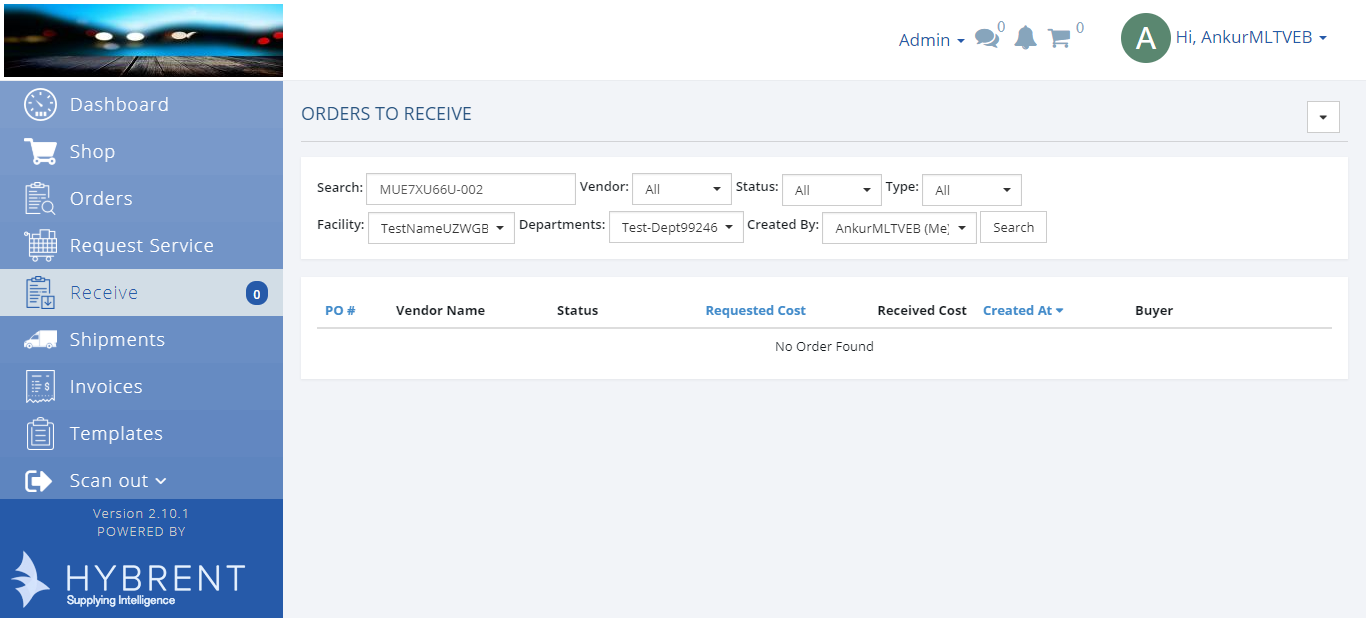 Admin 0 0 A Hi, AnkurMLTVEB
Dashboard
Shop
Orders
Request Service
Receive 0
Shipments
Invoices
Templates
Scan out
Version 2.10.1
POWERED BY
HYBRENT
Supplying Intelligence
ORDERS TO RECEIVE
Search: MUE7XU66U-002 Vendor: All Status: All Type: All
Facility: TestNameUZWGB Departments: Test-Dept99246 Created By: AnkurMLTVEB (Me) Search
PO # Vendor Name Status Requested Cost Received Cost Created At Buyer
No Order Found